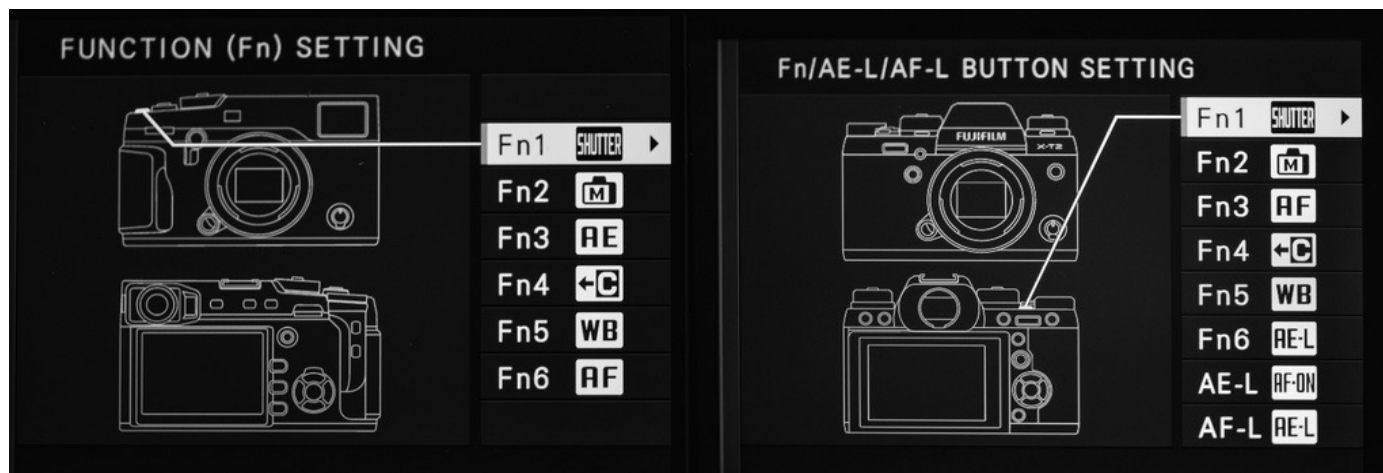 FUNCTION (Fn) SETTING
Fn1 SHUTTER
Fn2 M
Fn3 AE
Fn4 ←C
Fn5 WB
Fn6 AF
Fn/AE-L/AF-L BUTTON SETTING
FUJIFILM
X-T2
Fn1 SHUTTER
Fn2 M
Fn3 AF
Fn4 ←C
Fn5 WB
Fn6 AE-L
AE-L AF-ON
AF-L AE-L